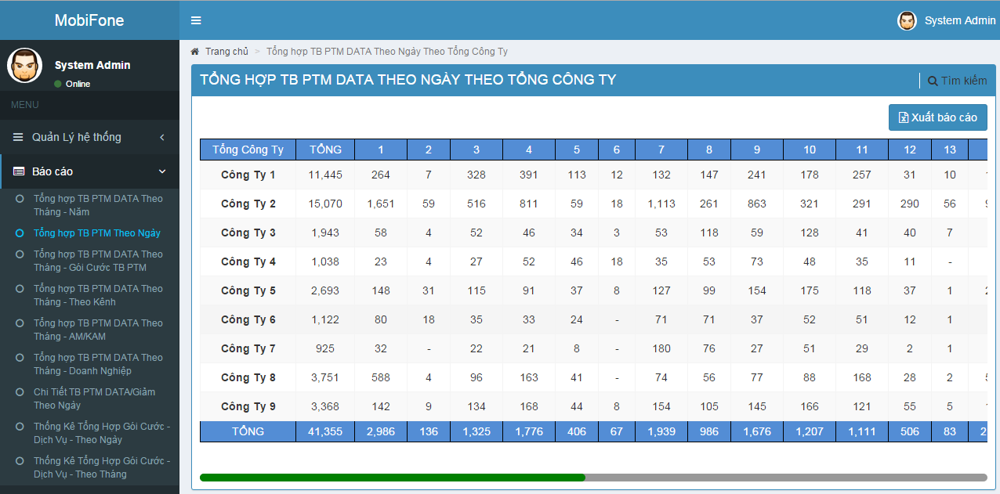 MobiFone
System Admin
System Admin
Online
MENU
Quản Lý hệ thống
Báo cáo
Tổng hợp TB PTM DATA Theo
Tháng - Năm
Tổng hợp TB PTM Theo Ngày
Tổng hợp TB PTM DATA Theo
Tháng - Gói Cước TB PTM
Tổng hợp TB PTM DATA Theo
Tháng - Theo Kênh
Tổng hợp TB PTM DATA Theo
Tháng - AM/KAM
Tổng hợp TB PTM DATA Theo
Tháng - Doanh Nghiệp
Chi Tiết TB PTM DATA/Giảm
Theo Ngày
Thống Kê Tổng Hợp Gói Cước -
Dịch Vụ - Theo Ngày
Thống Kê Tổng Hợp Gói Cước -
Dịch Vụ - Theo Tháng
Trang chủ > Tổng hợp TB PTM DATA Theo Ngày Theo Tổng Công Ty
TỔNG HỢP TB PTM DATA THEO NGÀY THEO TỔNG CÔNG TY
Tìm kiếm
Xuất báo cáo
Tổng Công Ty TỔNG 1 2 3 4 5 6 7 8 9 10 11 12 13
Công Ty 1 11,445 264 7 328 391 113 12 132 147 241 178 257 31 10
Công Ty 2 15,070 1,651 59 516 811 59 18 1,113 261 863 321 291 290 56
Công Ty 3 1,943 58 4 52 46 34 3 53 118 59 128 41 40 7
Công Ty 4 1,038 23 4 27 52 46 18 35 53 73 48 35 11 -
Công Ty 5 2,693 148 31 115 91 37 8 127 99 154 175 118 37 1
Công Ty 6 1,122 80 18 35 33 24 - 71 71 37 52 51 12 1
Công Ty 7 925 32 - 22 21 8 - 180 76 27 51 29 2 1
Công Ty 8 3,751 588 4 96 163 41 - 74 56 77 88 168 28 2
Công Ty 9 3,368 142 9 134 168 44 8 154 105 145 166 121 55 5
TỔNG 41,355 2,986 136 1,325 1,776 406 67 1,939 986 1,676 1,207 1,111 506 83